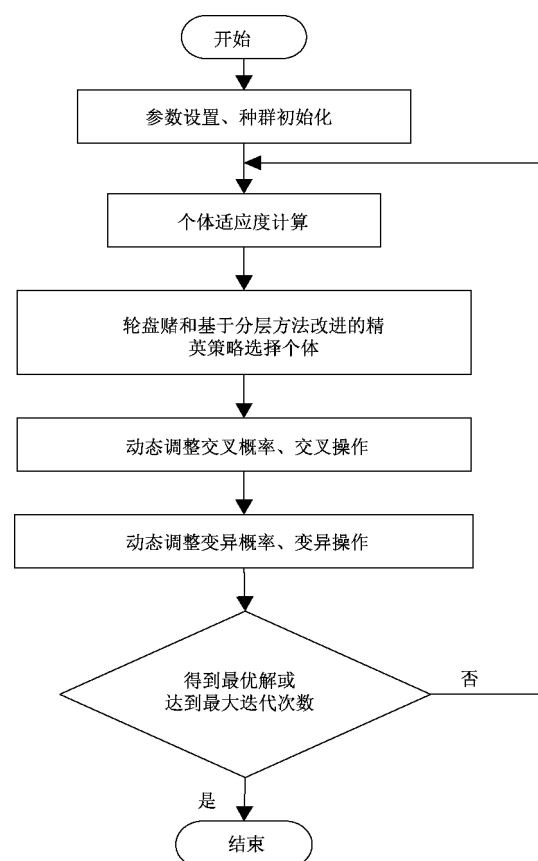 开始
参数设置、种群初始化
个体适应度计算
轮盘赌和基于分层方法改进的精
英策略选择个体
动态调整交叉概率、交叉操作
动态调整变异概率、变异操作
得到最优解或
达到最大迭代次数
否
是
结束